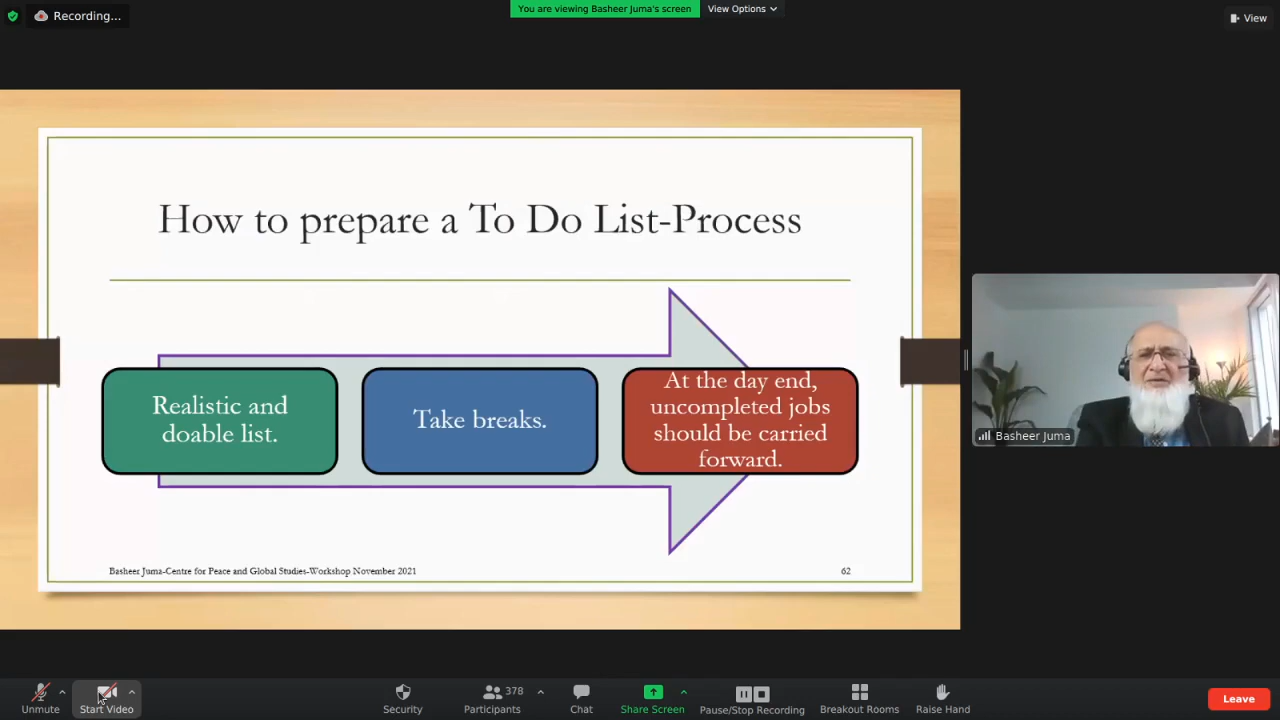 Recording...
You are viewing Basheer Juma's screen
View Options
View
How to prepare a To Do List-Process
Realistic and
doable list.
Take breaks.
At the day end,
uncompleted jobs
should be carried
forward.
Basheer Juma-Centre for Peace and Global Studies-Workshop November 2021
62
Basheer Juma
Unmute
Start Video
Security
378
Participants
Chat
Share Screen
Pause/Stop Recording
Breakout Rooms
Raise Hand
Leave